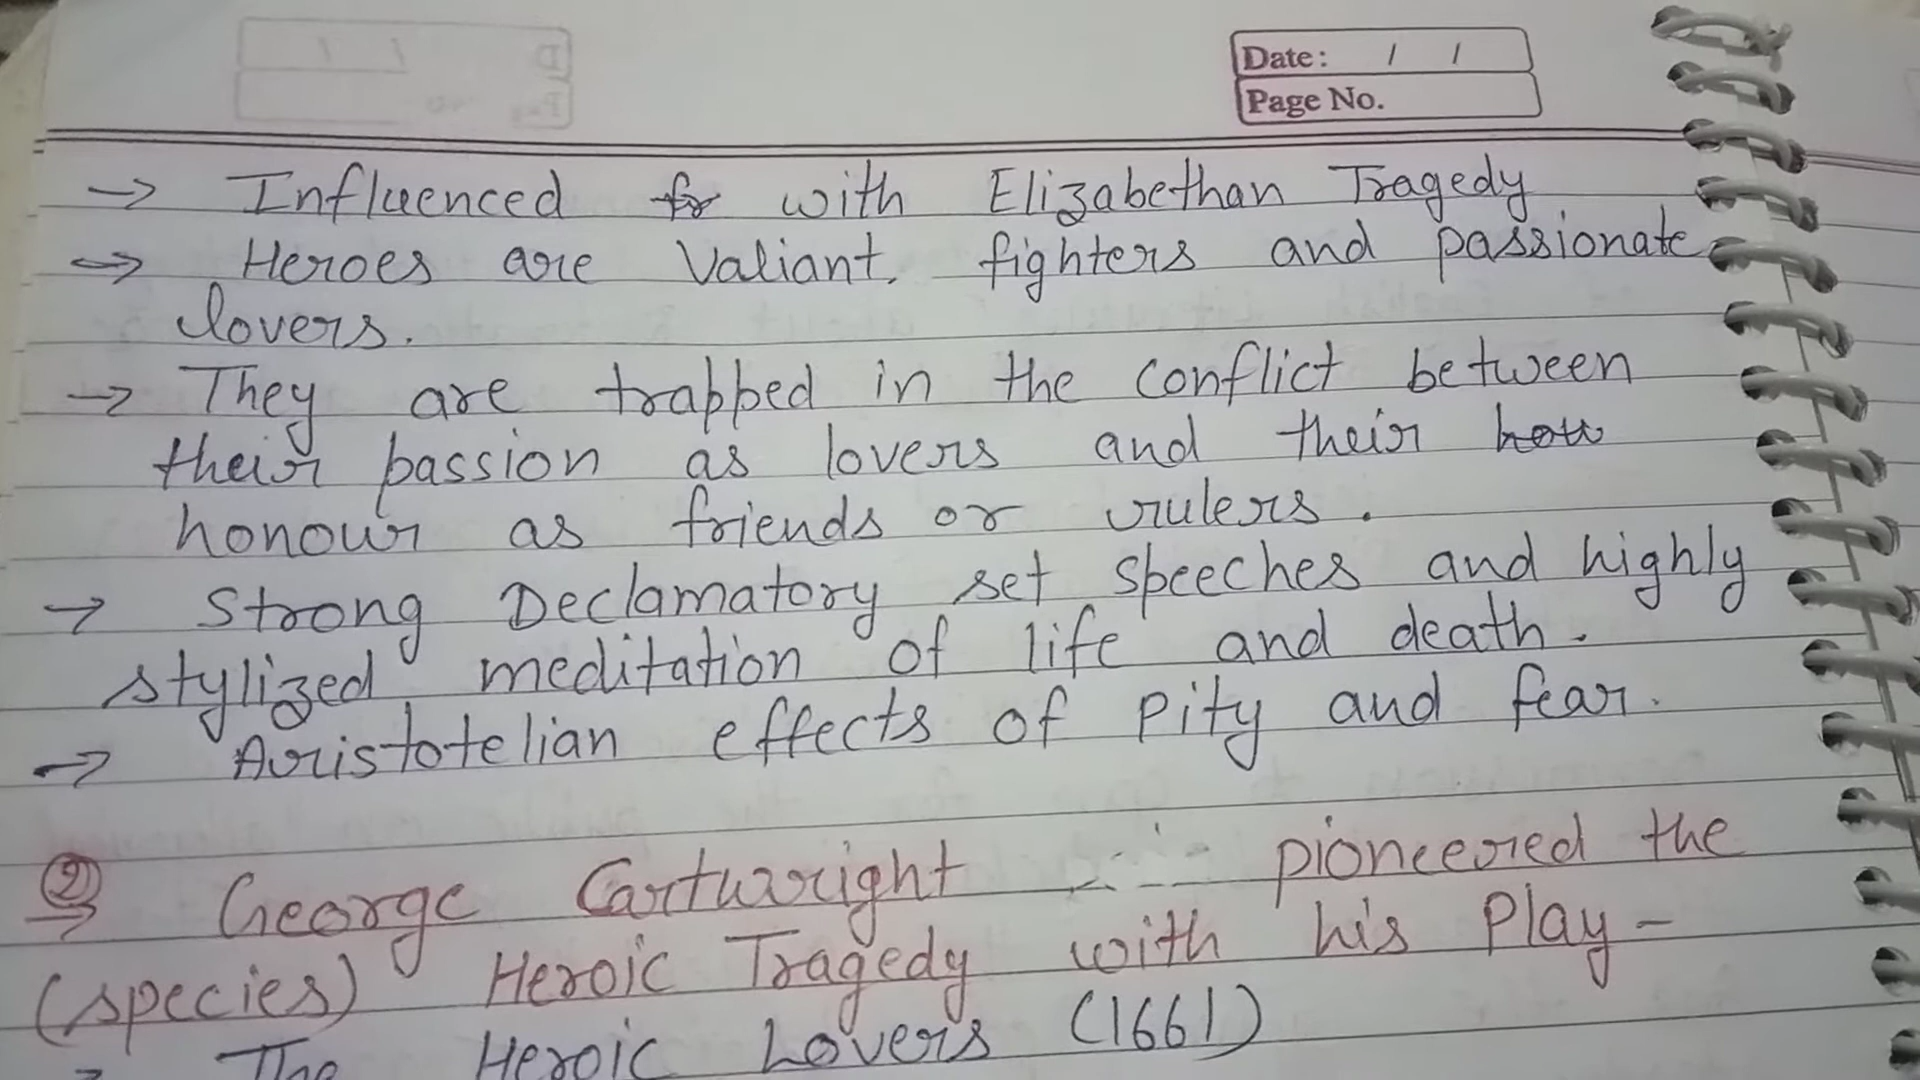 Date: / /
Page No.
→ Influenced with Elizabethan Tragedy
→ Heroes are Valiant, fighters and passionate
lovers.
→ They are trapped in the conflict between
their passion as lovers and their
honour as friends or rulers.
→ Strong Declamatory set speeches and highly
stylized meditation of life and death.
→ Aristotelian effects of Pity and fear.
② → George Cartwright pioneered the
(species) Heroic Tragedy with his Play-
→ The Heroic Lovers (1661)